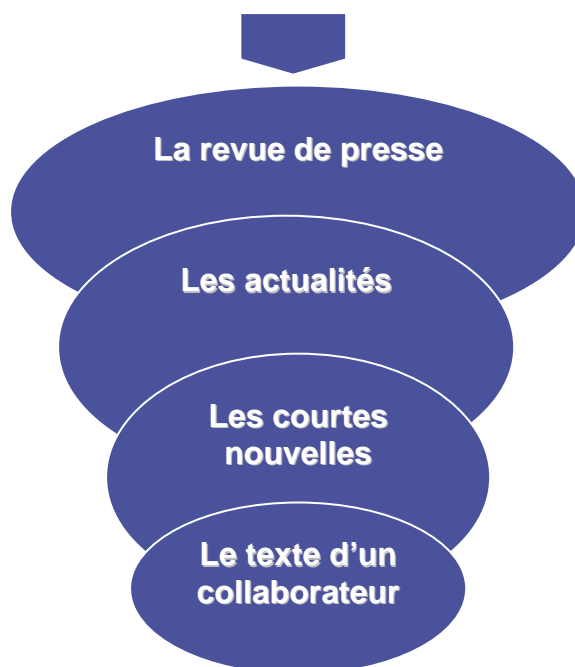 La revue de presse
Les actualités
Les courtes
nouvelles
Le texte d’un
collaborateur